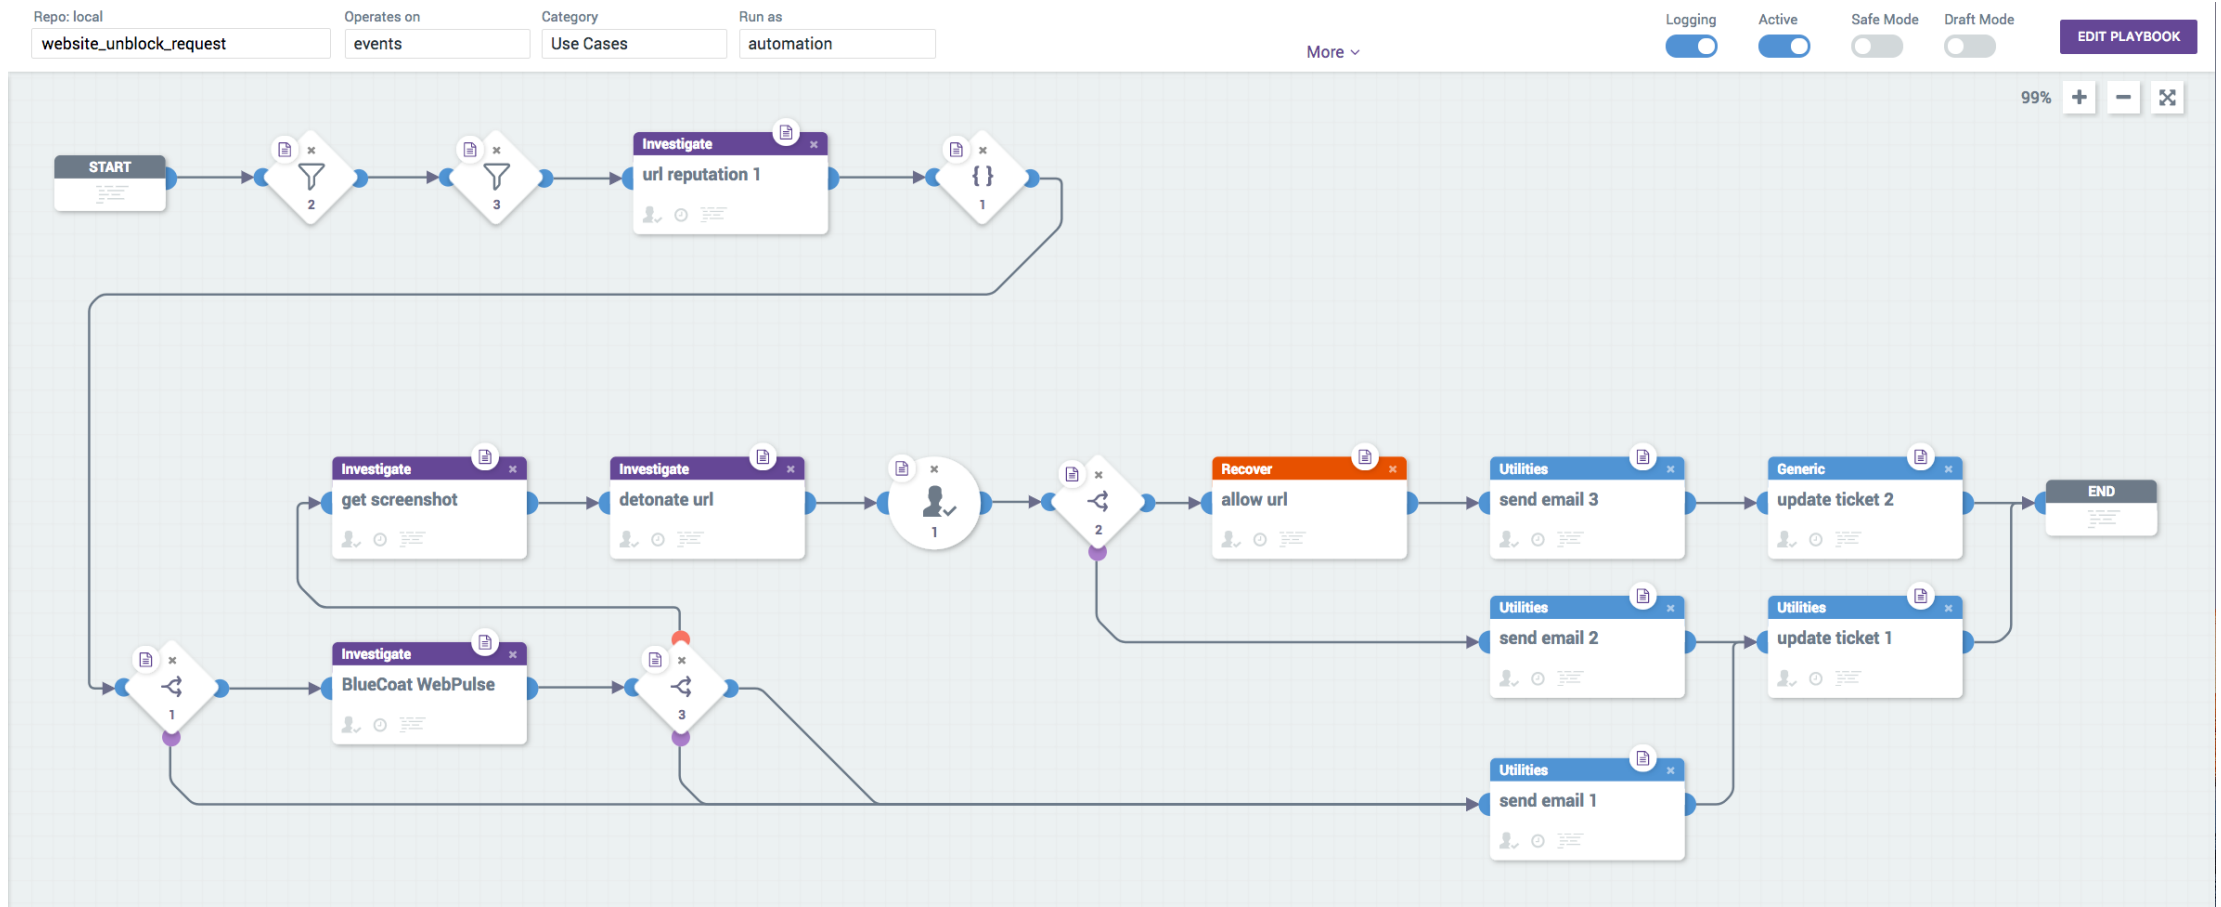 Repo: local
Operates on
Category
Run as
Logging
Active
Safe Mode
Draft Mode
website_unblock_request
events
Use Cases
automation
More
EDIT PLAYBOOK
99%
START
2
3
Investigate
url reputation 1
{ }
1
Investigate
get screenshot
Investigate
detonate url
1
2
Recover
allow url
Utilities
send email 3
Generic
update ticket 2
END
Utilities
send email 2
Utilities
update ticket 1
1
Investigate
BlueCoat WebPulse
3
Utilities
send email 1